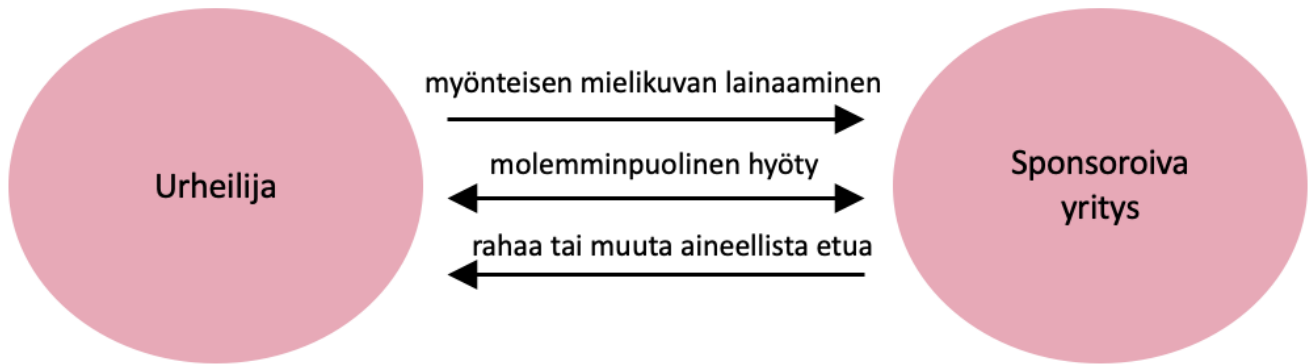 myönteisen mielikuvan lainaaminen
Urheilija
molemminpuolinen hyöty
Sponsoroiva
yritys
rahaa tai muuta aineellista etua